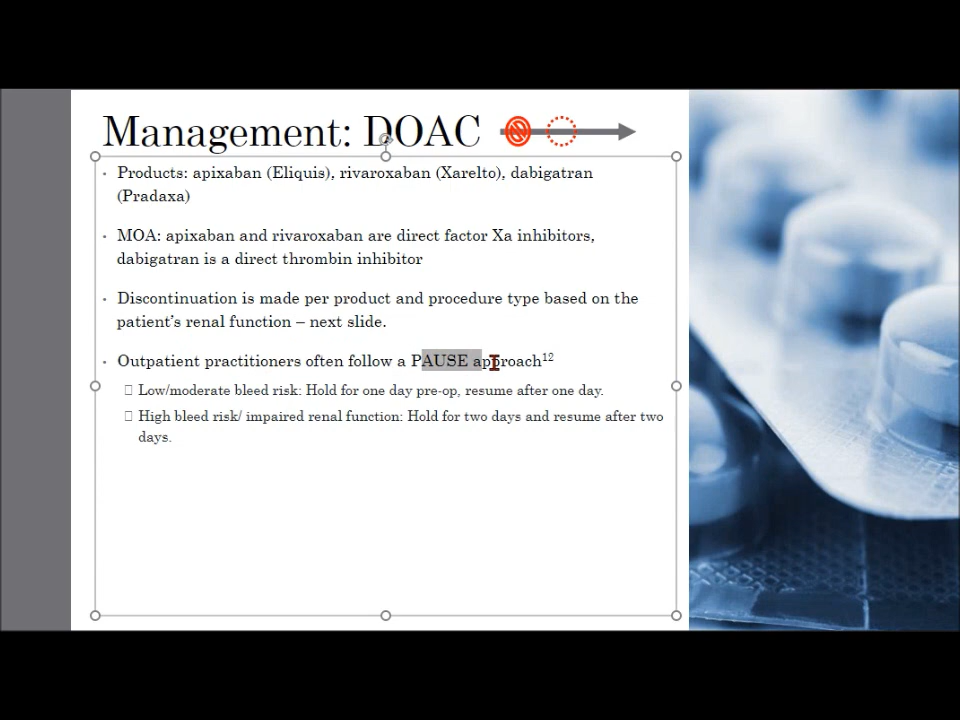 Management: DOAC
Products: apixaban (Eliquis), rivaroxaban (Xarelto), dabigatran
(Pradaxa)
MOA: apixaban and rivaroxaban are direct factor Xa inhibitors,
dabigatran is a direct thrombin inhibitor
Discontinuation is made per product and procedure type based on the
patient's renal function – next slide.
Outpatient practitioners often follow a PAUSE approach12
Low/moderate bleed risk: Hold for one day pre-op, resume after one day.
High bleed risk/ impaired renal function: Hold for two days and resume after two
days.